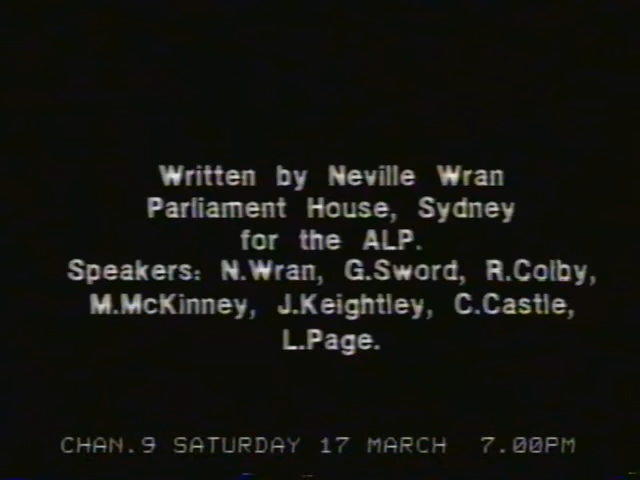 Written by Neville Wran
Parliament House, Sydney
for the ALP.
Speakers: N.Wran, G.Sword, R.Colby,
M.McKinney, J.Keightley, C.Castle,
L.Page.
CHAN.9 SATURDAY 17 MARCH 7.00PM